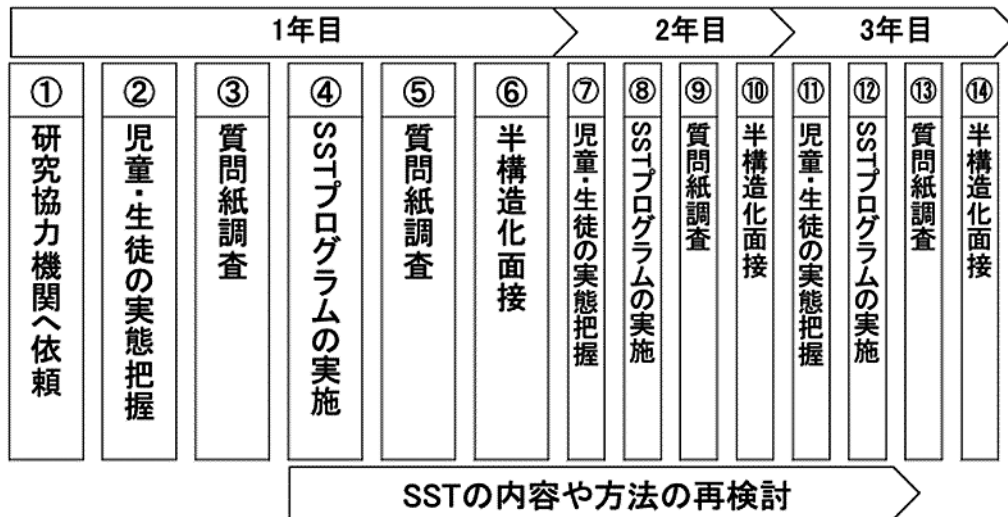 1年目
2年目
3年目
①
研究協力機関へ依頼
②
児童・生徒の実態把握
③
質問紙調査
④
SSTプログラムの実施
⑤
質問紙調査
⑥
半構造化面接
⑦
児童・生徒の実態把握
⑧
SSTプログラムの実施
⑨
質問紙調査
⑩
半構造化面接
⑪
児童・生徒の実態把握
⑫
SSTプログラムの実施
⑬
質問紙調査
⑭
半構造化面接
SSTの内容や方法の再検討